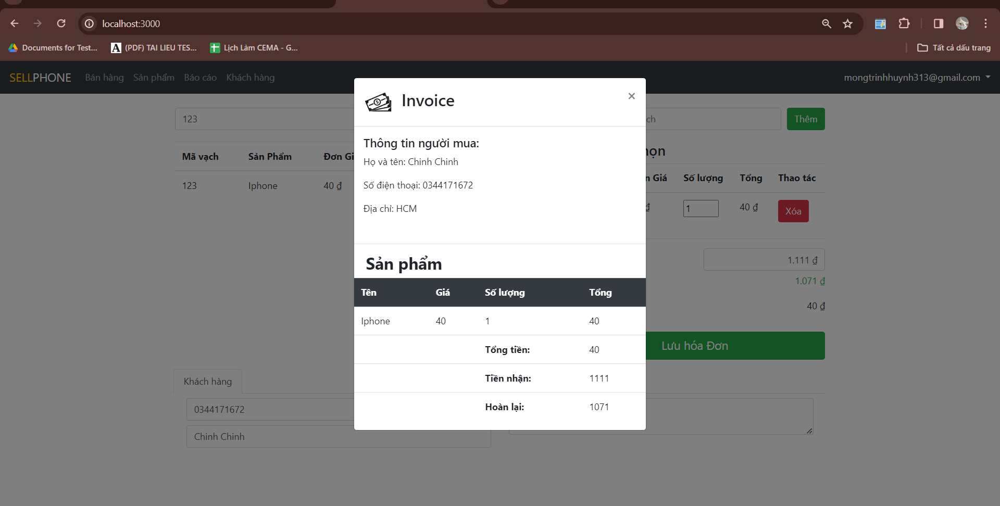 localhost:3000
Documents for Test...
(PDF) TAI LIEU TES...
Lịch Làm CEMA - G...
Tất cả dấu trang
SELLPHONE
Bán hàng
Sản phẩm
Báo cáo
Khách hàng
mongtrinhhuynh313@gmail.com
Invoice
×
123
ch
Thêm
Thông tin người mua:
Họ và tên: Chinh Chinh
Số điện thoại: 0344171672
Địa chỉ: HCM
Mã vạch Sản Phẩm Đơn Gi
123 Iphone 40 ₫
họn
n Giá Số lượng Tổng Thao tác
₫ 1 40 ₫ Xóa
1.111 ₫
1.071 ₫
40 ₫
Lưu hóa Đơn
Sản phẩm
Tên Giá Số lượng Tổng
Iphone 40 1 40
Tổng tiền: 40
Tiền nhận: 1111
Hoàn lại: 1071
Khách hàng
0344171672
Chinh Chinh